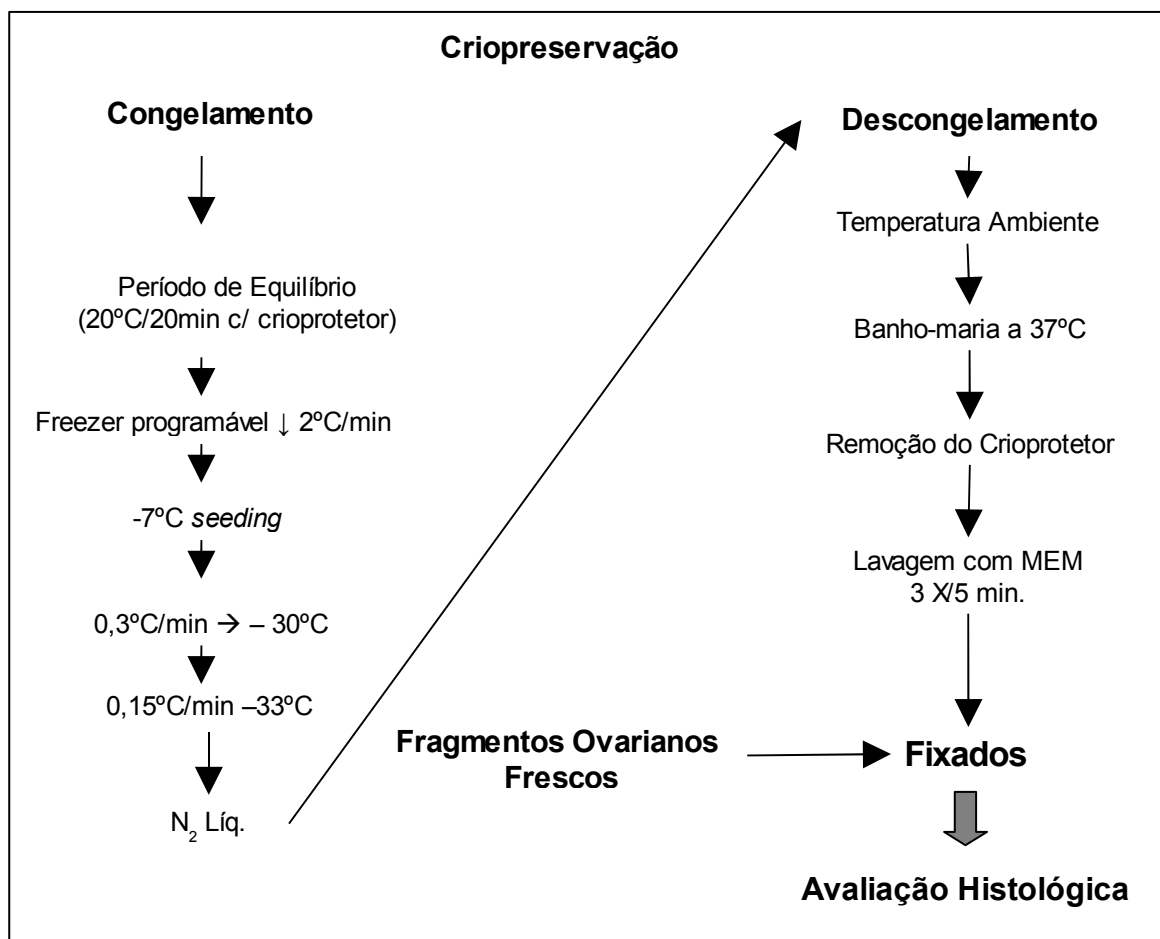 Criopreservação
Congelamento
Período de Equilíbrio
(20ºC/20min c/ crioprotetor)
Freezer programável ↓ 2ºC/min
-7ºC seeding
0,3ºC/min → – 30ºC
0,15ºC/min –33ºC
N₂ Líq.
Descongelamento
Temperatura Ambiente
Banho-maria a 37ºC
Remoção do Crioprotetor
Lavagem com MEM
3 X/5 min.
Fragmentos Ovarianos
Frescos
Fixados
Avaliação Histológica